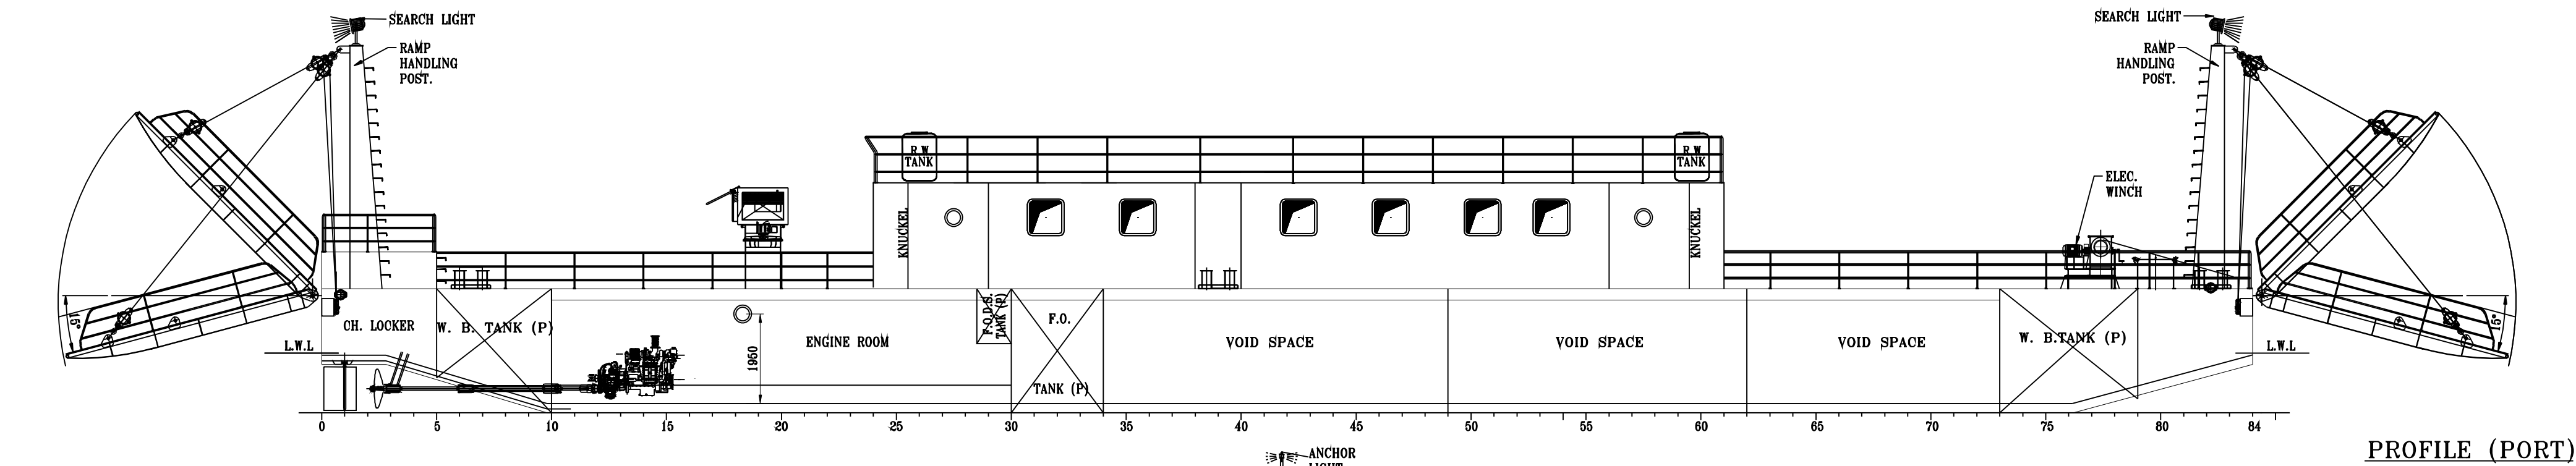 SEARCH LIGHT
SEARCH LIGHT
RAMP
HANDLING
POST.
RAMP
HANDLING
POST.
R.W
TANK
R.W
TANK
ELEC.
WINCH
KNUCKEL
KNUCKEL
15°
CH. LOCKER
W. B. TANK (P)
L.W.L
ENGINE ROOM
1950
F.O.D.S.
TANK (P)
F.O.
TANK (P)
VOID SPACE
VOID SPACE
VOID SPACE
W. B.TANK (P)
15°
L.W.L
0 5 10 15 20 25 30 35 40 45 50 55 60 65 70 75 80 84
ANCHOR
LIGHT
PROFILE (PORT)